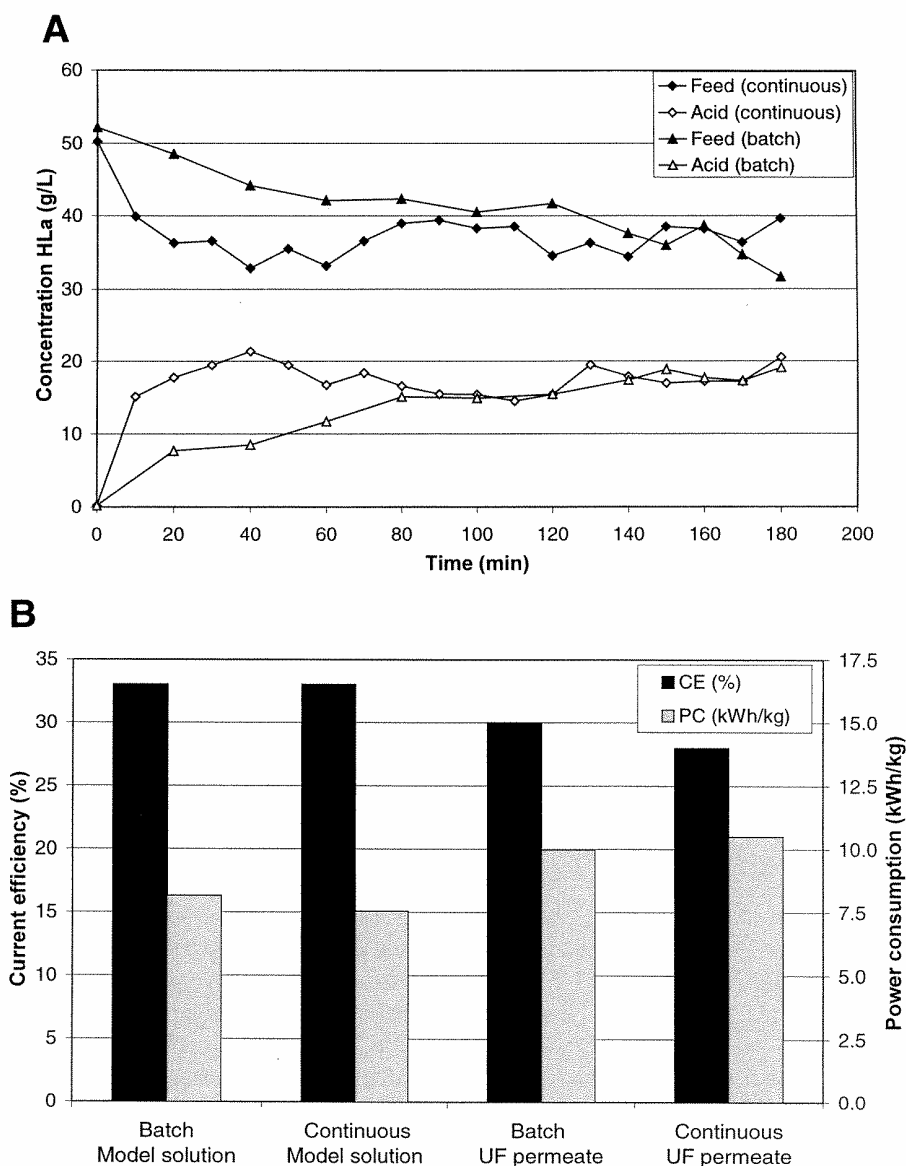 A
60
50
40
30
20
10
0
Concentration HLa (g/L)
Feed (continuous)
Acid (continuous)
Feed (batch)
Acid (batch)
0 20 40 60 80 100 120 140 160 180 200
Time (min)
B
35
30
25
20
15
10
5
0
Current efficiency (%)
CE (%)
PC (kWh/kg)
17.5
15.0
12.5
10.0
7.5
5.0
2.5
0.0
Power consumption (kWh/kg)
Batch
Model solution
Continuous
Model solution
Batch
UF permeate
Continuous
UF permeate